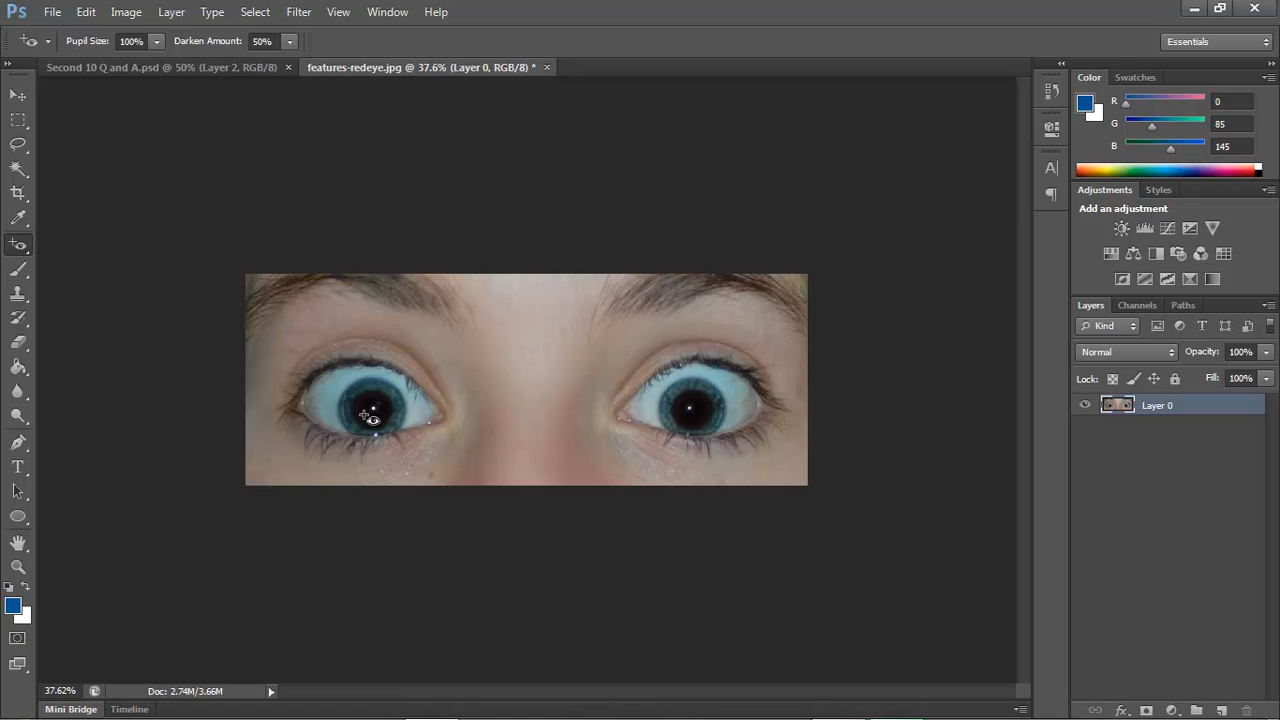 Ps File Edit Image Layer Type Select Filter View Window Help
Pupil Size: 100% Darken Amount: 50% Essentials
Second 10 Q and A.psd @ 50% (Layer 2, RGB/8) × features-redeye.jpg @ 37.6% (Layer 0, RGB/8) * ×
Color Swatches
R 0
G 85
B 145
Adjustments Styles
Add an adjustment
Layers Channels Paths
Kind
Normal Opacity: 100%
Lock: Fill: 100%
Layer 0
37.62% Doc: 2.74M/3.66M
Mini Bridge Timeline